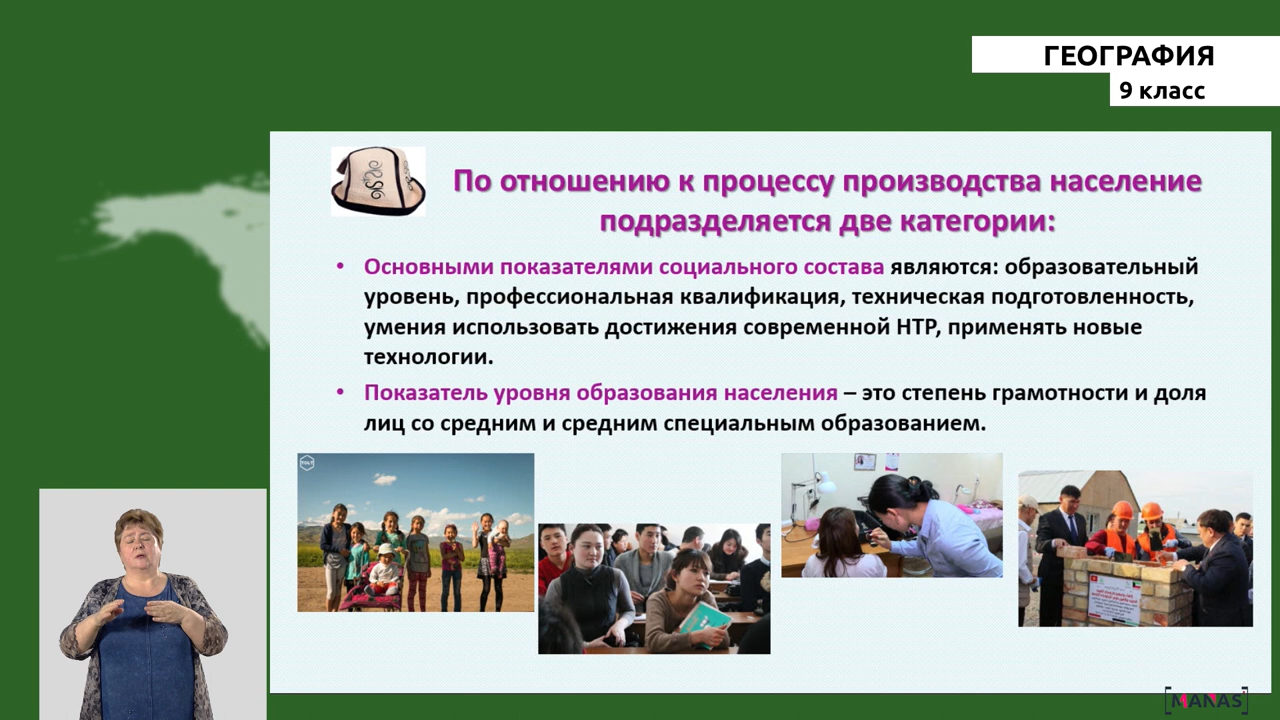 ГЕОГРАФИЯ
9 класс
По отношению к процессу производства население
подразделяется две категории:
• Основными показателями социального состава являются: образовательный
уровень, профессиональная квалификация, техническая подготовленность,
умения использовать достижения современной НТР, применять новые
технологии.
• Показатель уровня образования населения – это степень грамотности и доля
лиц со средним и средним специальным образованием.
[MANAS]